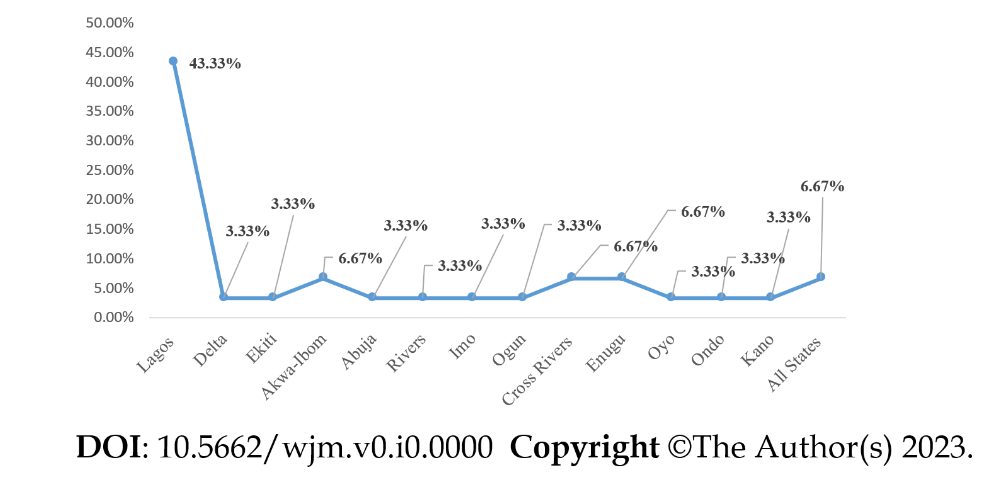 50.00%
45.00%
40.00%
35.00%
30.00%
25.00%
20.00%
15.00%
10.00%
5.00%
0.00%
43.33%
3.33%
3.33%
6.67%
3.33%
3.33%
3.33%
3.33%
6.67%
6.67%
3.33%
3.33%
3.33%
6.67%
Lagos
Delta
Ekiti
Akwa-Ibom
Abuja
Rivers
Imo
Ogun
Cross Rivers
Enugu
Oyo
Ondo
Kano
All States
DOI: 10.5662/wjm.v0.i0.0000 Copyright ©The Author(s) 2023.